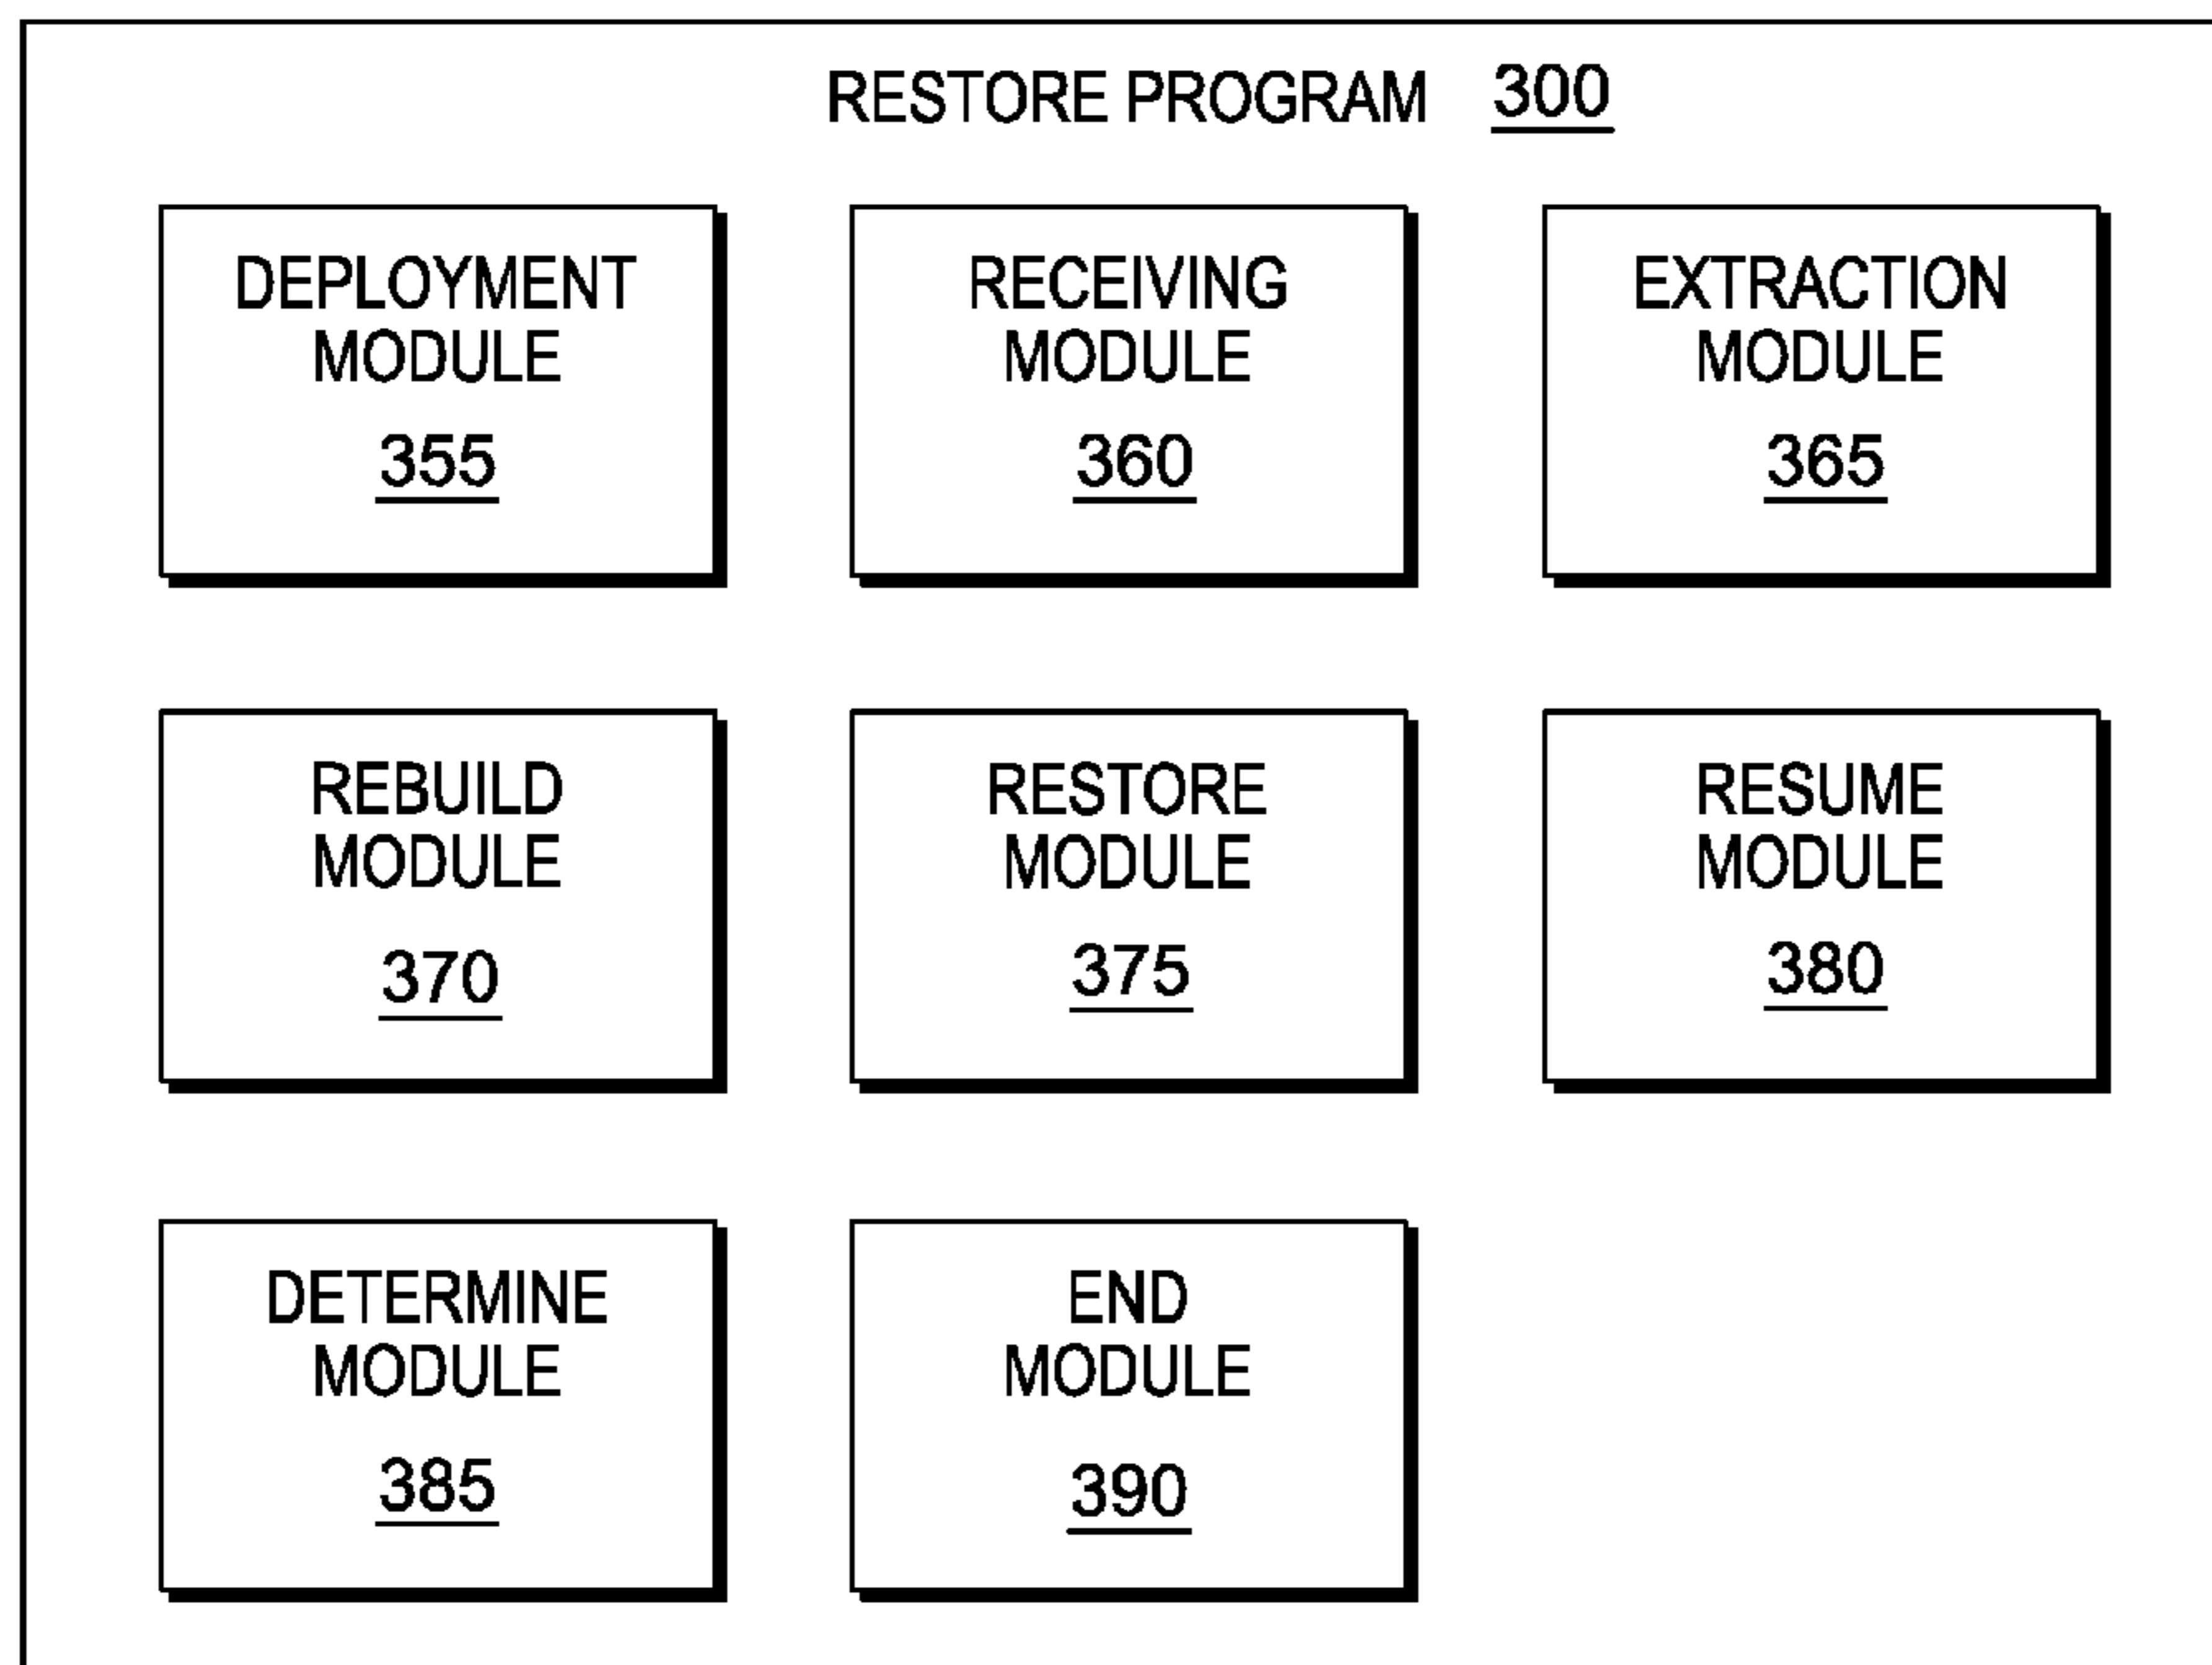 RESTORE PROGRAM 300
DEPLOYMENT
MODULE
355
RECEIVING
MODULE
360
EXTRACTION
MODULE
365
REBUILD
MODULE
370
RESTORE
MODULE
375
RESUME
MODULE
380
DETERMINE
MODULE
385
END
MODULE
390